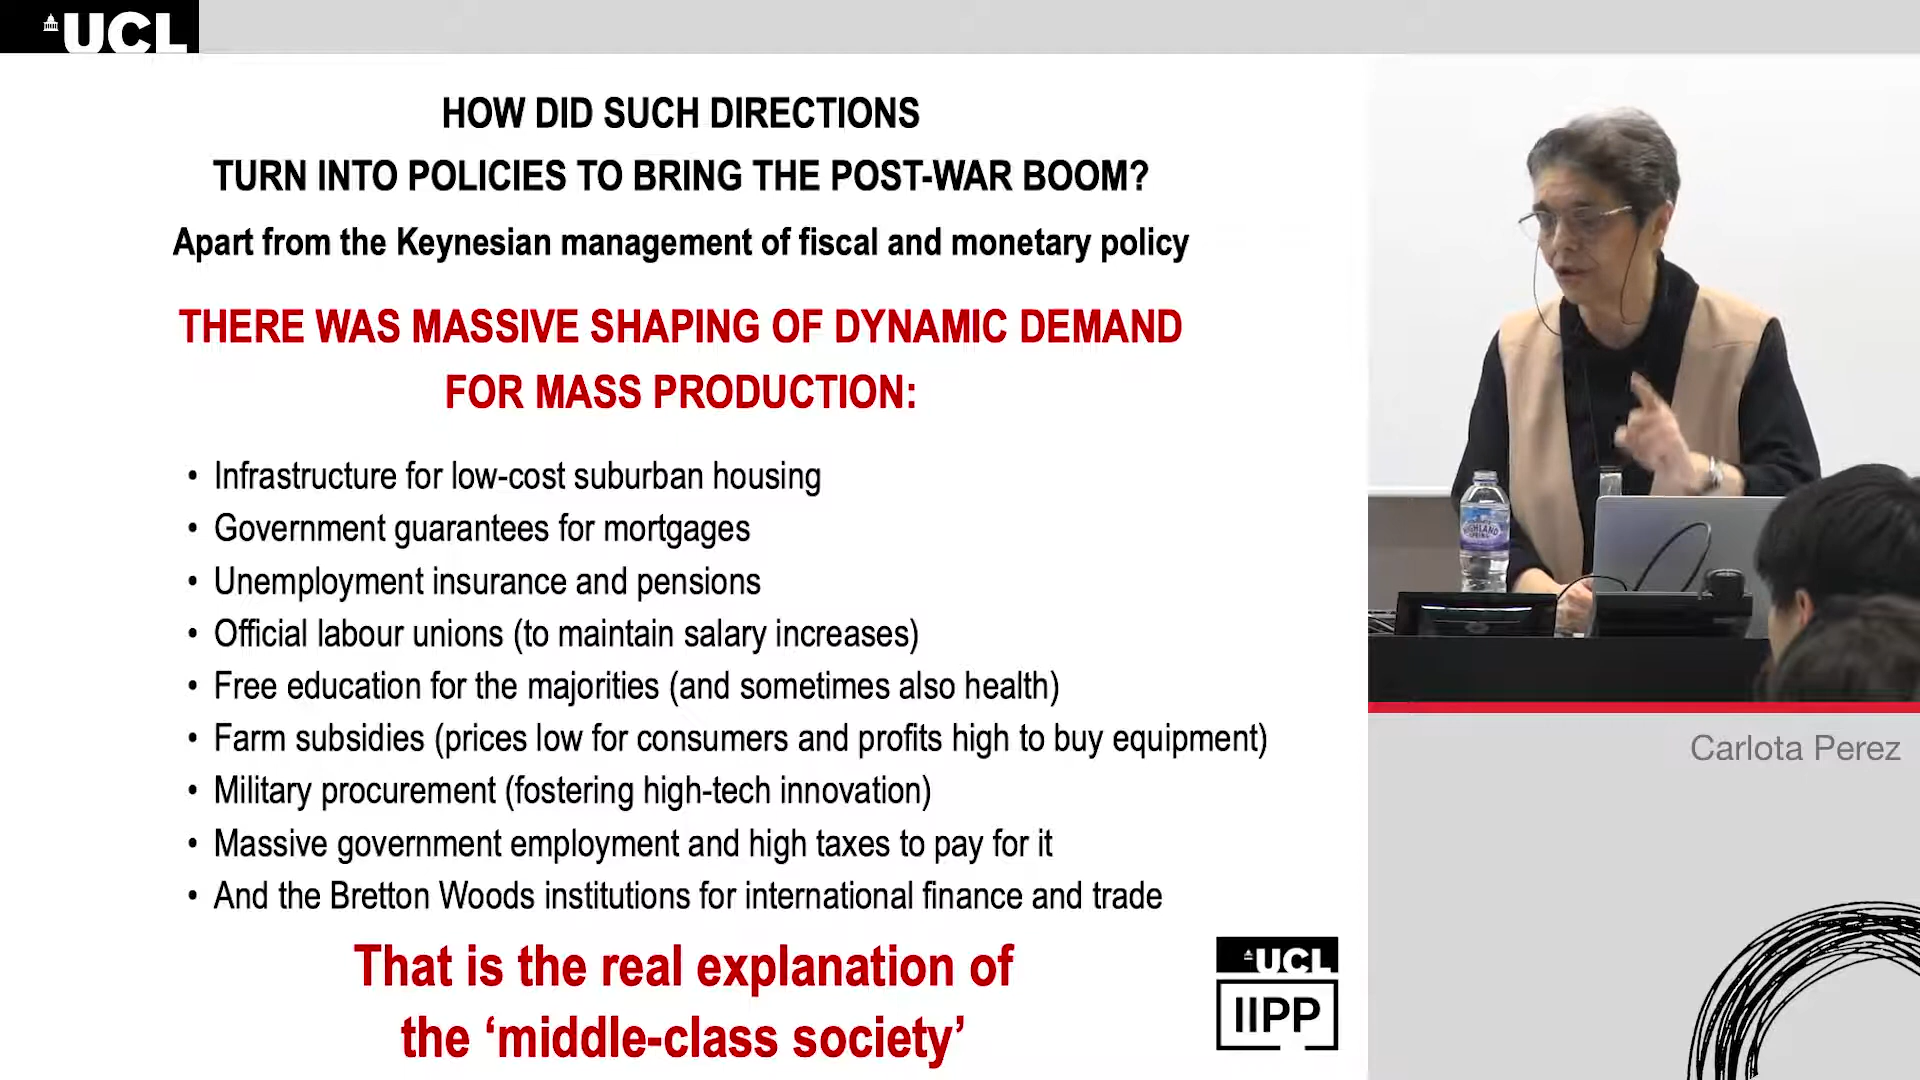 UCL
HOW DID SUCH DIRECTIONS
TURN INTO POLICIES TO BRING THE POST-WAR BOOM?
Apart from the Keynesian management of fiscal and monetary policy
THERE WAS MASSIVE SHAPING OF DYNAMIC DEMAND
FOR MASS PRODUCTION:
• Infrastructure for low-cost suburban housing
• Government guarantees for mortgages
• Unemployment insurance and pensions
• Official labour unions (to maintain salary increases)
• Free education for the majorities (and sometimes also health)
• Farm subsidies (prices low for consumers and profits high to buy equipment)
• Military procurement (fostering high-tech innovation)
• Massive government employment and high taxes to pay for it
• And the Bretton Woods institutions for international finance and trade
That is the real explanation of
the ‘middle-class society’
UCL
IIPP
HIGHLAND
SPRING
Carlota Perez